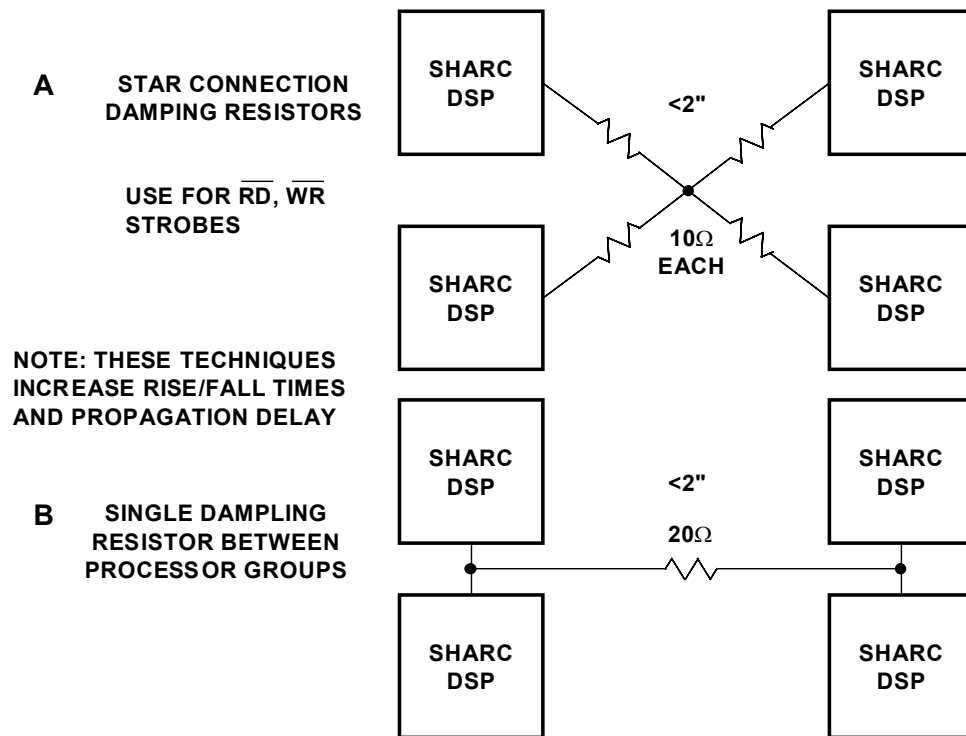 A
STAR CONNECTION
DAMPING RESISTORS
USE FOR R̅D̅, W̅R̅
STROBES
SHARC
DSP
<2"
SHARC
DSP
SHARC
DSP
10Ω
EACH
SHARC
DSP
NOTE: THESE TECHNIQUES
INCREASE RISE/FALL TIMES
AND PROPAGATION DELAY
B
SINGLE DAMPLING
RESISTOR BETWEEN
PROCESSOR GROUPS
SHARC
DSP
<2"
20Ω
SHARC
DSP
SHARC
DSP
SHARC
DSP